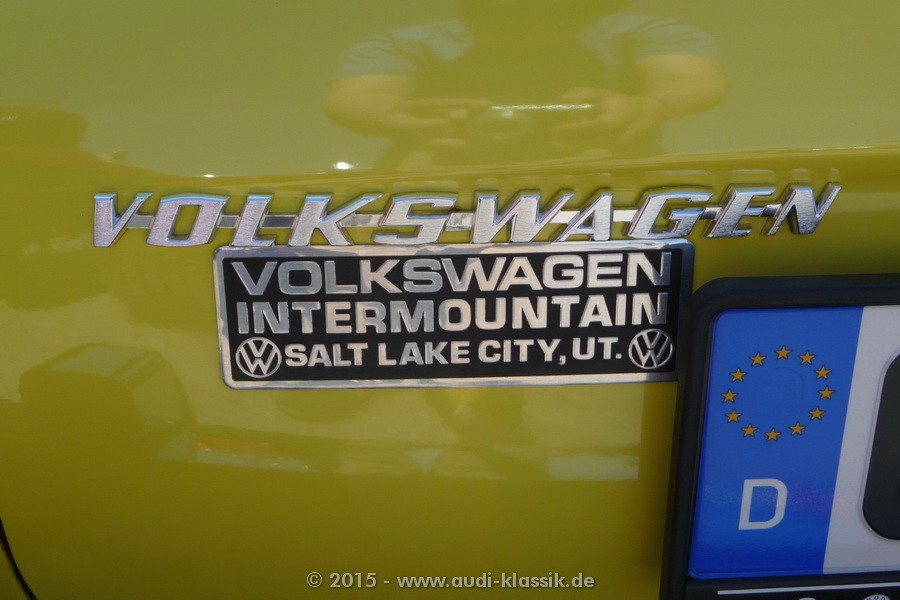 VOLKSWAGEN
VOLKSWAGEN
INTERMOUNTAIN
SALT LAKE CITY, UT.
D
© 2015 - www.audi-klassik.de